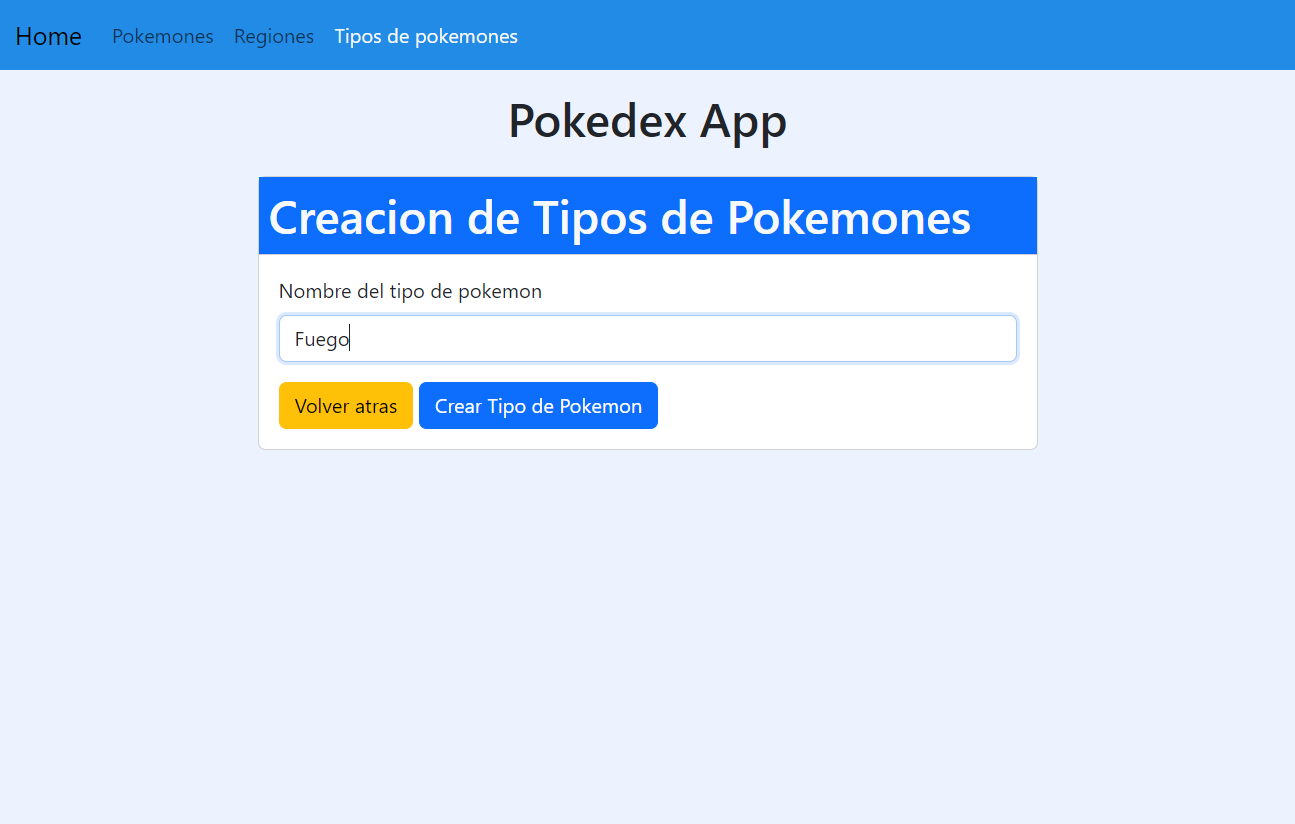 Home Pokemones Regiones Tipos de pokemones
Pokedex App
Creacion de Tipos de Pokemones
Nombre del tipo de pokemon
Fuego
Volver atras Crear Tipo de Pokemon